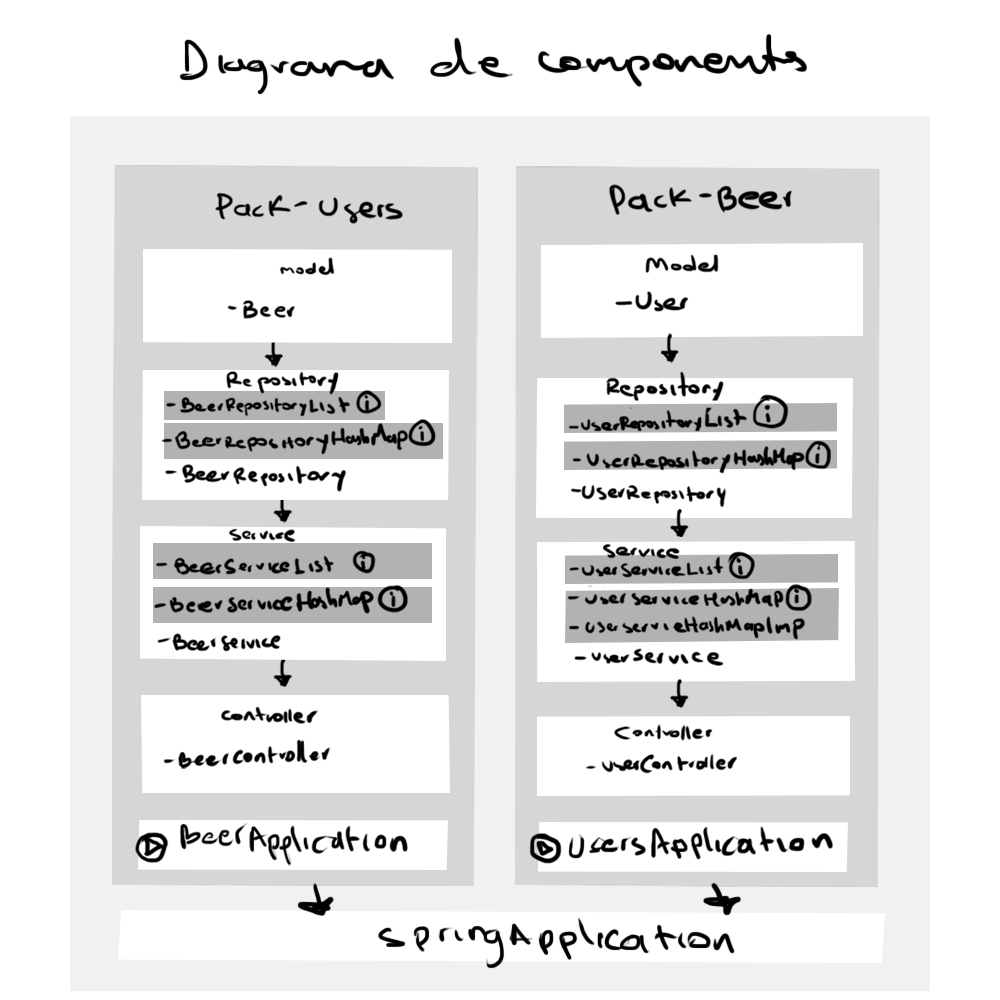 Diagrama de components
Pack-Users
model
-Beer
Repository
-BeerRepositoryList ⓘ
-BeerRepositoryHashMap ⓘ
-BeerRepository
Service
-BeerServiceList ⓘ
-BeerServiceHashMap ⓘ
-BeerService
controller
-BeerController
BeerApplication
Pack-Beer
Model
-User
Repository
-UserRepositoryList ⓘ
-UserRepositoryHashMap ⓘ
-UserRepository
Service
-UserServiceList ⓘ
-UserServiceHashMap ⓘ
-UserServieHashMapImp
-userService
Controller
-userController
UsersApplication
SpringApplication